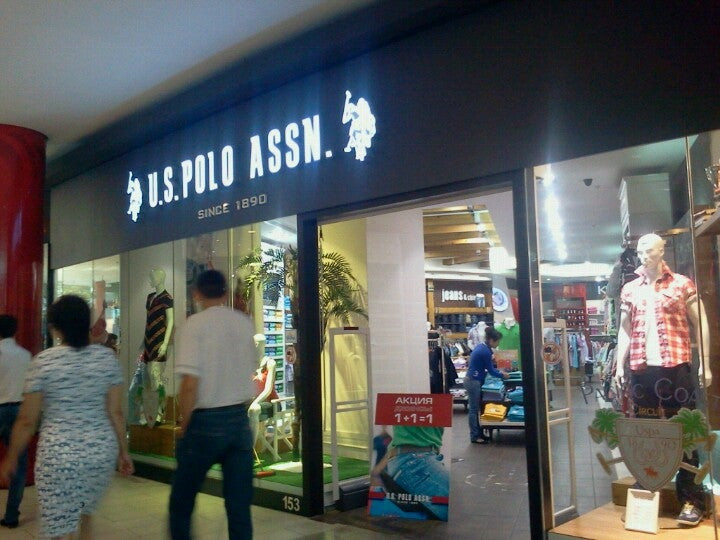 U.S. POLO ASSN.
SINCE 1890
jeans
АКЦИЯ
1+1=1
U.S. POLO ASSN.
153